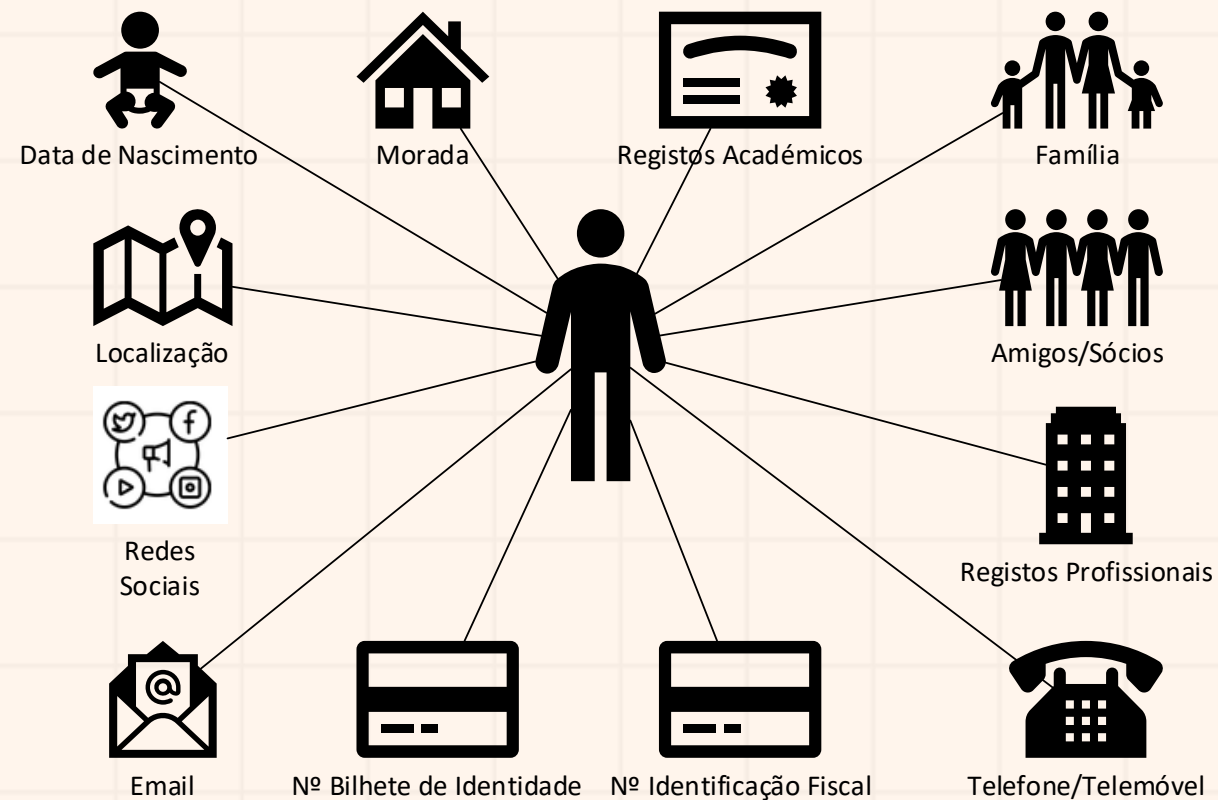 Data de Nascimento
Morada
Registos Académicos
Família
Localização
Amigos/Sócios
Redes
Sociais
Registos Profissionais
@
Email
Nº Bilhete de Identidade
Nº Identificação Fiscal
Telefone/Telemóvel